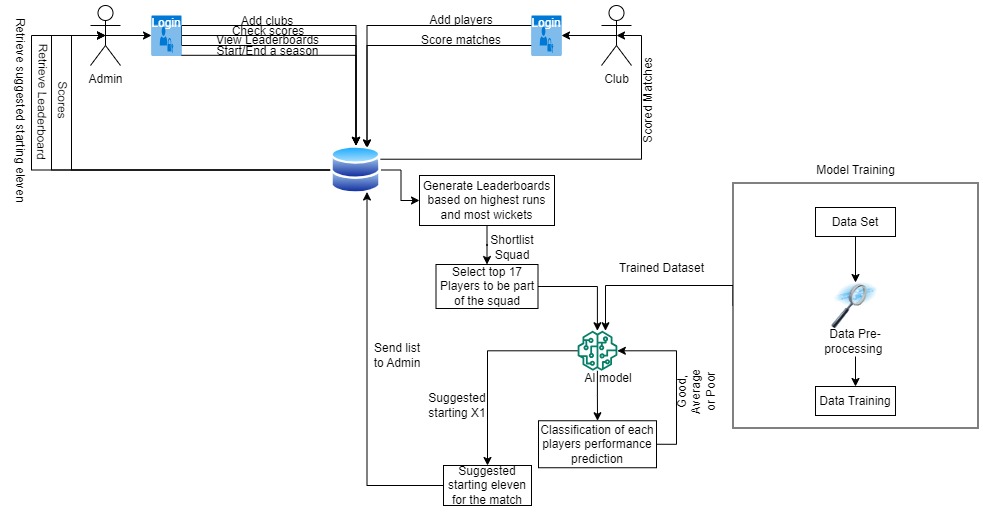 Login
Add clubs
Check scores
View Leaderboards
Start/End a season
Add players
Score matches
Login
Admin
Club
Retrieve suggested starting eleven
Retrieve Leaderboard
Scores
Scored Matches
Generate Leaderboards
based on highest runs
and most wickets
Shortlist
Squad
Select top 17
Players to be part
of the squad
Trained Dataset
Model Training
Data Set
Data Pre-
processing
Data Training
Send list
to Admin
AI model
Suggested
starting X1
Good,
Average
or Poor
Classification of each
players performance
prediction
Suggested
starting eleven
for the match